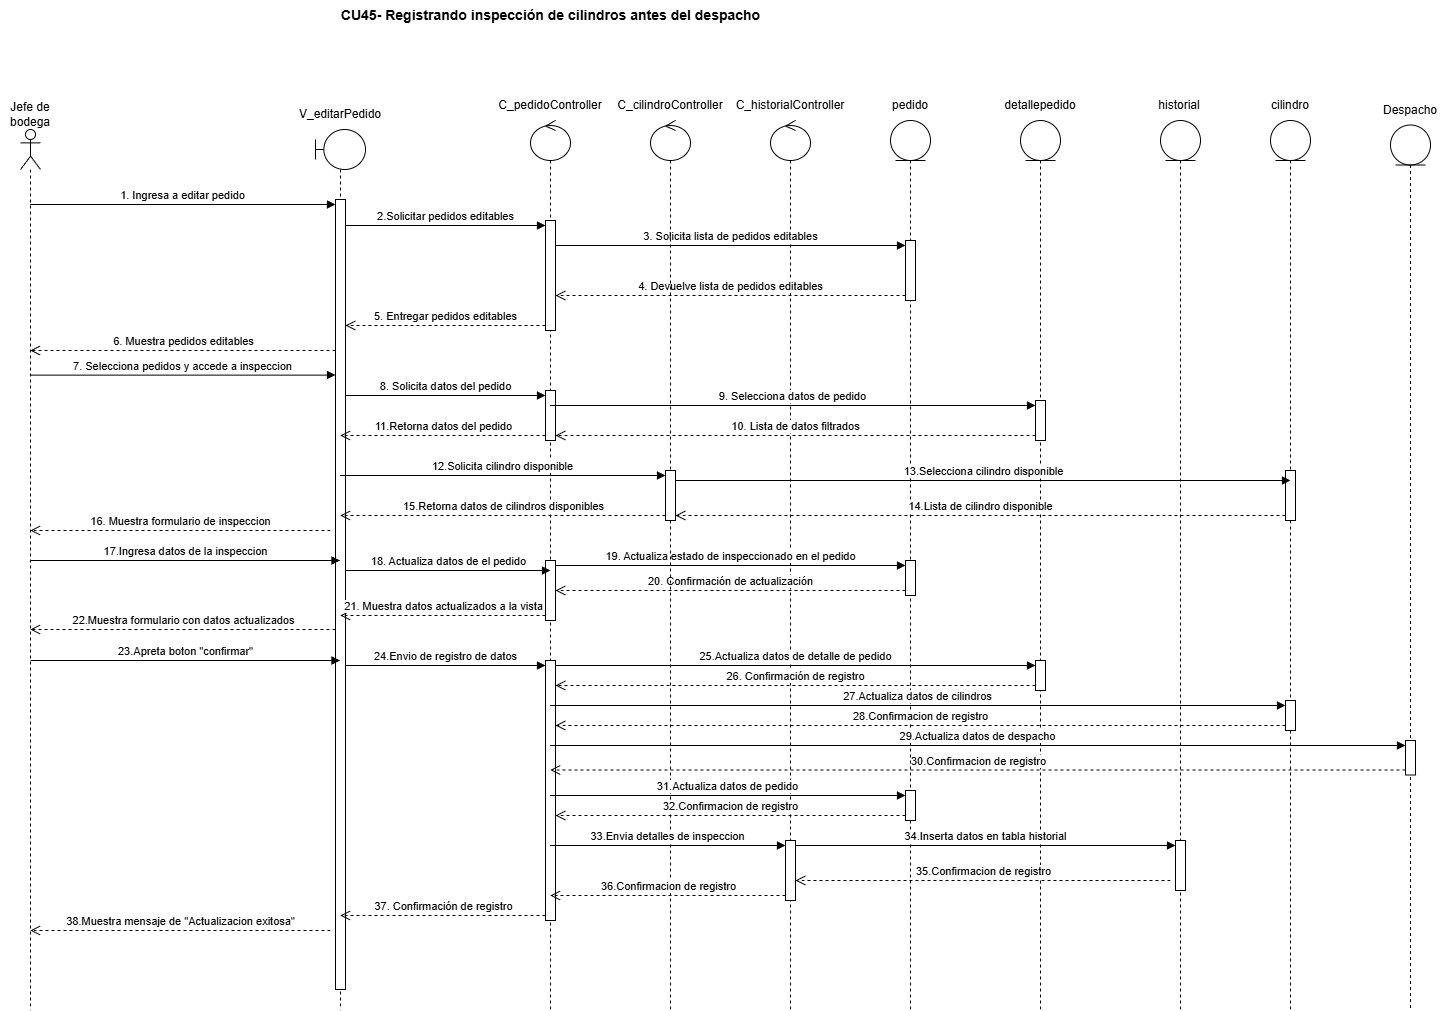 CU45- Registrando inspección de cilindros antes del despacho
Jefe de
bodega
V_editarPedido
C_pedidoController
C_cilindroController
C_historialController
pedido
detallepedido
historial
cilindro
Despacho
1. Ingresa a editar pedido
2.Solicitar pedidos editables
3. Solicita lista de pedidos editables
4. Devuelve lista de pedidos editables
5. Entregar pedidos editables
6. Muestra pedidos editables
7. Selecciona pedidos y accede a inspeccion
8. Solicita datos del pedido
9. Selecciona datos de pedido
10. Lista de datos filtrados
11.Retorna datos del pedido
12.Solicita cilindro disponible
13.Selecciona cilindro disponible
14.Lista de cilindro disponible
15.Retorna datos de cilindros disponibles
16. Muestra formulario de inspeccion
17.Ingresa datos de la inspeccion
18. Actualiza datos de el pedido
19. Actualiza estado de inspeccionado en el pedido
20. Confirmación de actualización
21. Muestra datos actualizados a la vista
22.Muestra formulario con datos actualizados
23.Apreta boton "confirmar"
24.Envio de registro de datos
25.Actualiza datos de detalle de pedido
26. Confirmación de registro
27.Actualiza datos de cilindros
28.Confirmacion de registro
29.Actualiza datos de despacho
30.Confirmacion de registro
31.Actualiza datos de pedido
32.Confirmacion de registro
33.Envia detalles de inspeccion
34.Inserta datos en tabla historial
35.Confirmacion de registro
36.Confirmacion de registro
37. Confirmación de registro
38.Muestra mensaje de "Actualizacion exitosa"